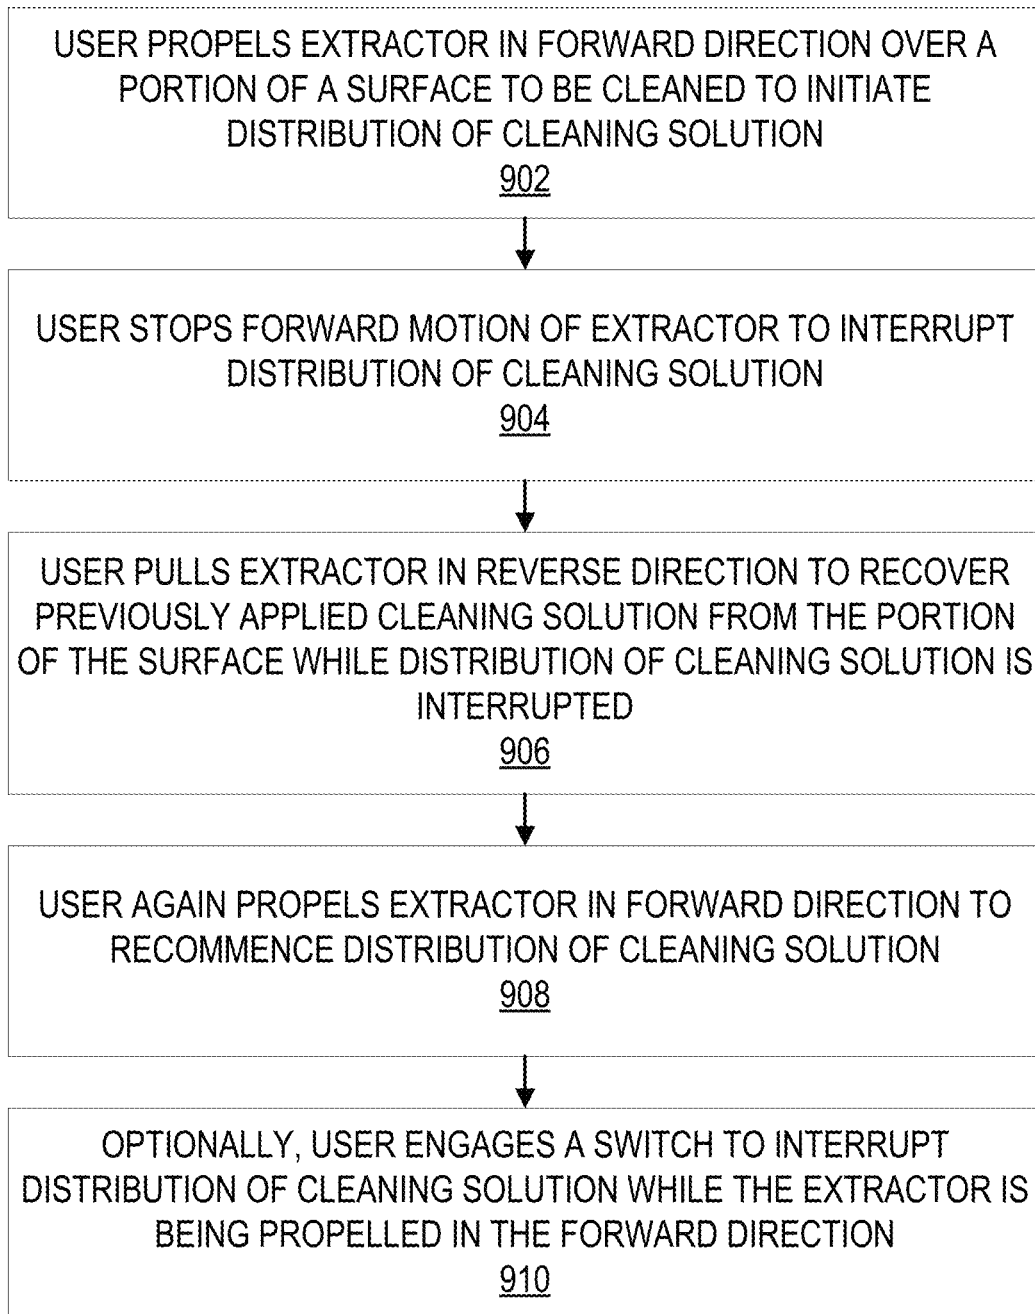 USER PROPELS EXTRACTOR IN FORWARD DIRECTION OVER A
PORTION OF A SURFACE TO BE CLEANED TO INITIATE
DISTRIBUTION OF CLEANING SOLUTION
902
USER STOPS FORWARD MOTION OF EXTRACTOR TO INTERRUPT
DISTRIBUTION OF CLEANING SOLUTION
904
USER PULLS EXTRACTOR IN REVERSE DIRECTION TO RECOVER
PREVIOUSLY APPLIED CLEANING SOLUTION FROM THE PORTION
OF THE SURFACE WHILE DISTRIBUTION OF CLEANING SOLUTION IS
INTERRUPTED
906
USER AGAIN PROPELS EXTRACTOR IN FORWARD DIRECTION TO
RECOMMENCE DISTRIBUTION OF CLEANING SOLUTION
908
OPTIONALLY, USER ENGAGES A SWITCH TO INTERRUPT
DISTRIBUTION OF CLEANING SOLUTION WHILE THE EXTRACTOR IS
BEING PROPELLED IN THE FORWARD DIRECTION
910